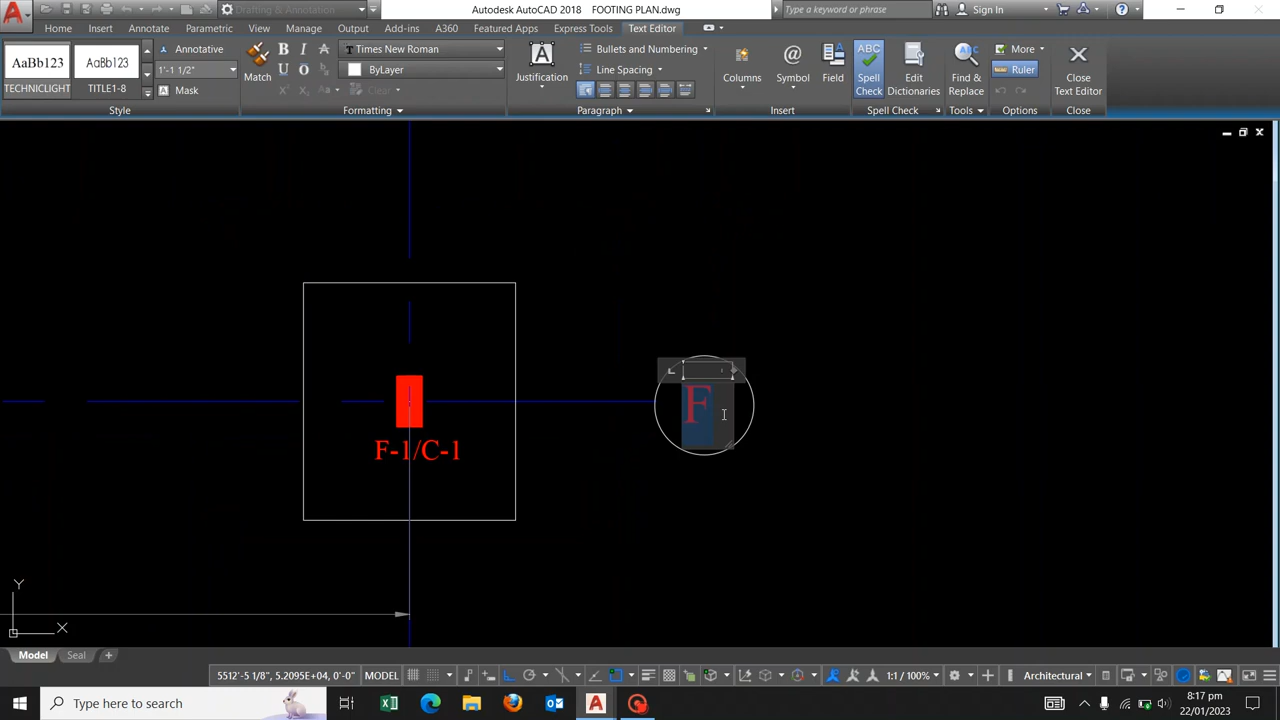 Drafting & Annotation
Autodesk AutoCAD 2018 FOOTING PLAN.dwg
Type a keyword or phrase
Sign In
Home Insert Annotate Parametric View Manage Output Add-ins A360 Featured Apps Express Tools Text Editor
AaBb123 AaBb123
TECHNICLIGHT TITLE1-8
Annotative
1'-1 1/2"
Mask
Style
Match
B I A
U O
Aa
Times New Roman
ByLayer
Clear
Formatting
Justification
Bullets and Numbering
Line Spacing
Paragraph
Columns
Symbol
Field
Insert
ABC
Spell Check
Edit Dictionaries
Spell Check
Find & Replace
Tools
More
Ruler
Options
Close Text Editor
Close
F
F-1/C-1
Y
X
Model Seal
5512'-5 1/8", 5.2095E+04, 0'-0" MODEL
1:1 / 100%
Architectural
Type here to search
8:17 pm
22/01/2023